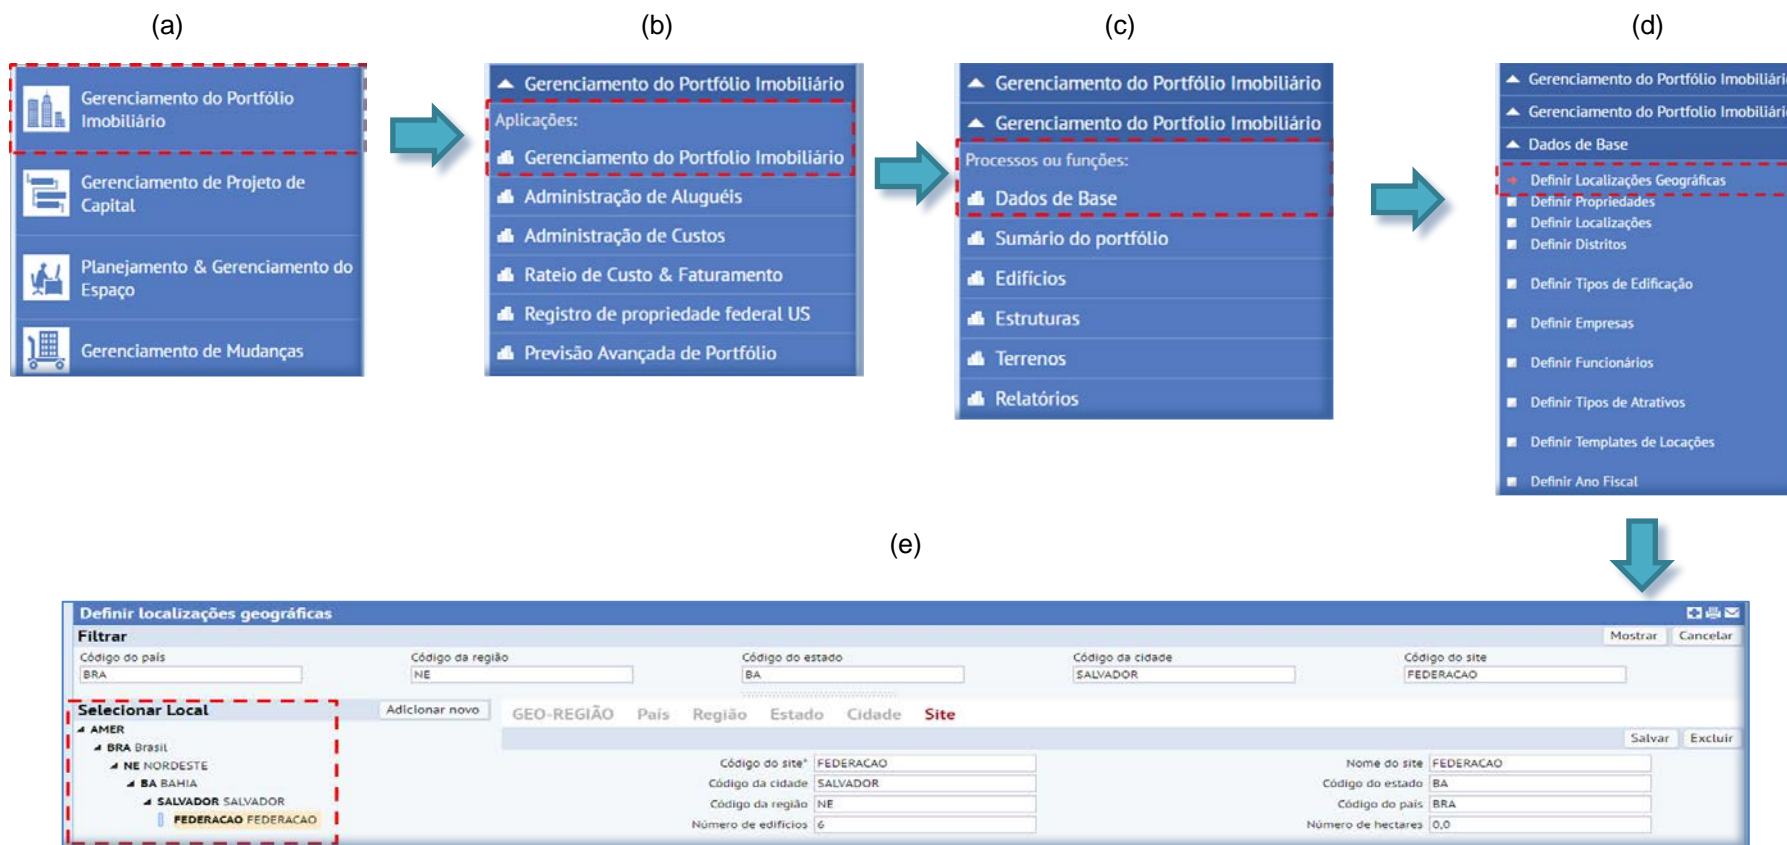 (a)
(b)
(c)
(d)
Gerenciamento do Portfólio
Imobiliário
Gerenciamento de Projeto de
Capital
Planejamento & Gerenciamento do
Espaço
Gerenciamento de Mudanças
Gerenciamento do Portfólio Imobiliário
Aplicações:
Gerenciamento do Portfolio Imobiliário
Administração de Aluguéis
Administração de Custos
Rateio de Custo & Faturamento
Registro de propriedade federal US
Previsão Avançada de Portfólio
Gerenciamento do Portfólio Imobiliário
Gerenciamento do Portfolio Imobiliário
Processos ou funções:
Dados de Base
Sumário do portfólio
Edifícios
Estruturas
Terrenos
Relatórios
Gerenciamento do Portfólio Imobiliári
Gerenciamento do Portfolio Imobiliári
Dados de Base
Definir Localizações Geográficas
Definir Propriedades
Definir Localizações
Definir Distritos
Definir Tipos de Edificação
Definir Empresas
Definir Funcionários
Definir Tipos de Atrativos
Definir Templates de Locações
Definir Ano Fiscal
(e)
Definir localizações geográficas
Filtrar Mostrar Cancelar
Código do país Código da região Código do estado Código da cidade Código do site
BRA NE BA SALVADOR FEDERACAO
Selecionar Local Adicionar novo GEO-REGIÃO País Região Estado Cidade Site
AMER
Salvar Excluir
BRA Brasil
NE NORDESTE
BA BAHIA
SALVADOR SALVADOR
FEDERACAO FEDERACAO
Código do site* FEDERACAO Nome do site FEDERACAO
Código da cidade SALVADOR Código do estado BA
Código da região NE Código do país BRA
Número de edifícios 6 Número de hectares 0,0